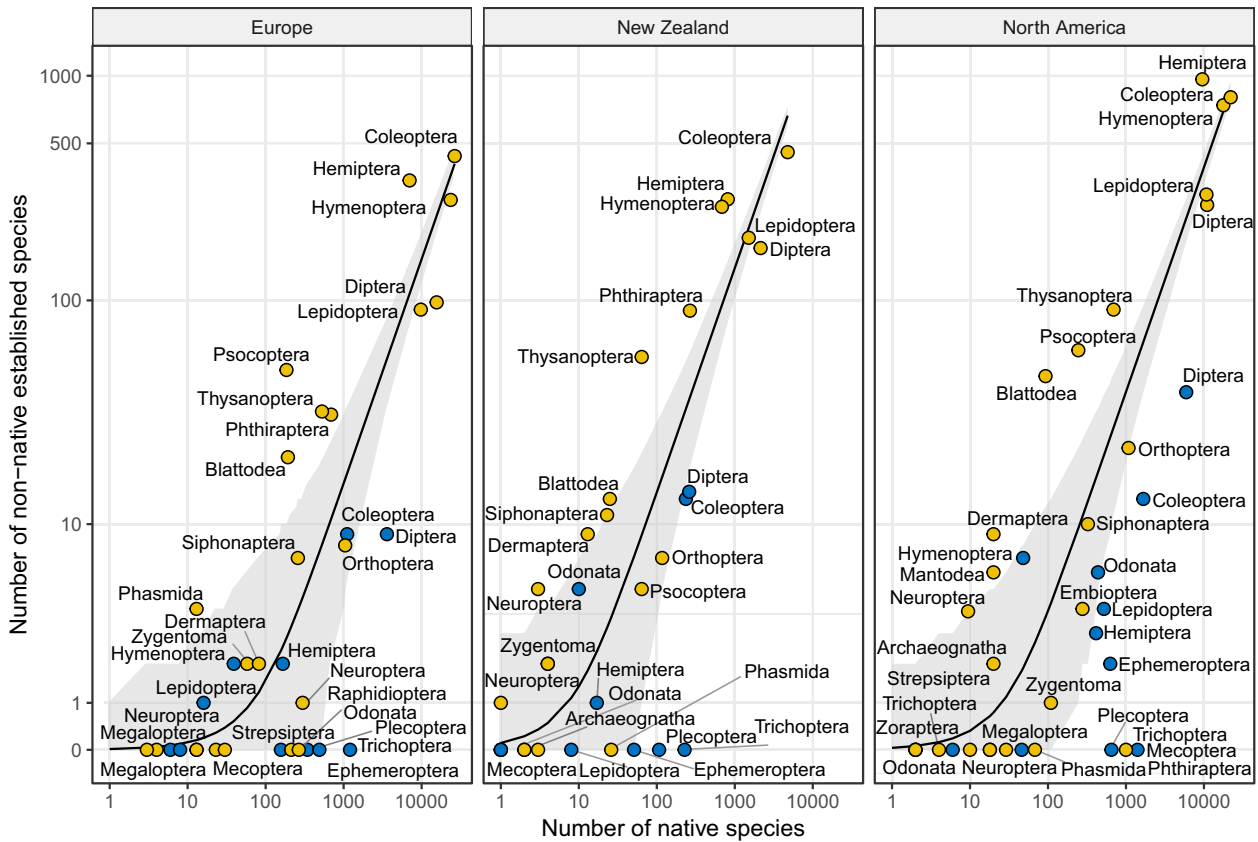 Europe
New Zealand
North America
Number of non−native established species
1000
500
100
10
1
0
Coleoptera
Hemiptera
Hymenoptera
Diptera
Lepidoptera
Psocoptera
Thysanoptera
Phthiraptera
Blattodea
Coleoptera
Diptera
Siphonaptera
Orthoptera
Phasmida
Dermaptera
Zygentoma
Hymenoptera
Hemiptera
Neuroptera
Lepidoptera
Raphidioptera
Neuroptera
Odonata
Megaloptera
Strepsiptera
Plecoptera
Trichoptera
Megaloptera
Mecoptera
Ephemeroptera
Coleoptera
Hemiptera
Hymenoptera
Lepidoptera
Diptera
Phthiraptera
Thysanoptera
Blattodea
Diptera
Siphonaptera
Coleoptera
Dermaptera
Orthoptera
Odonata
Neuroptera
Psocoptera
Zygentoma
Hemiptera
Phasmida
Neuroptera
Odonata
Archaeognatha
Trichoptera
Plecoptera
Mecoptera
Lepidoptera
Ephemeroptera
Hemiptera
Coleoptera
Hymenoptera
Lepidoptera
Diptera
Thysanoptera
Psocoptera
Diptera
Blattodea
Orthoptera
Coleoptera
Dermaptera
Siphonaptera
Hymenoptera
Mantodea
Odonata
Neuroptera
Embioptera
Lepidoptera
Hemiptera
Archaeognatha
Ephemeroptera
Strepsiptera
Zygentoma
Trichoptera
Plecoptera
Zoraptera
Megaloptera
Trichoptera
Mecoptera
Odonata
Neuroptera
Phasmida
Phthiraptera
1 10 100 1000 10000
1 10 100 1000 10000
1 10 100 1000 10000
Number of native species